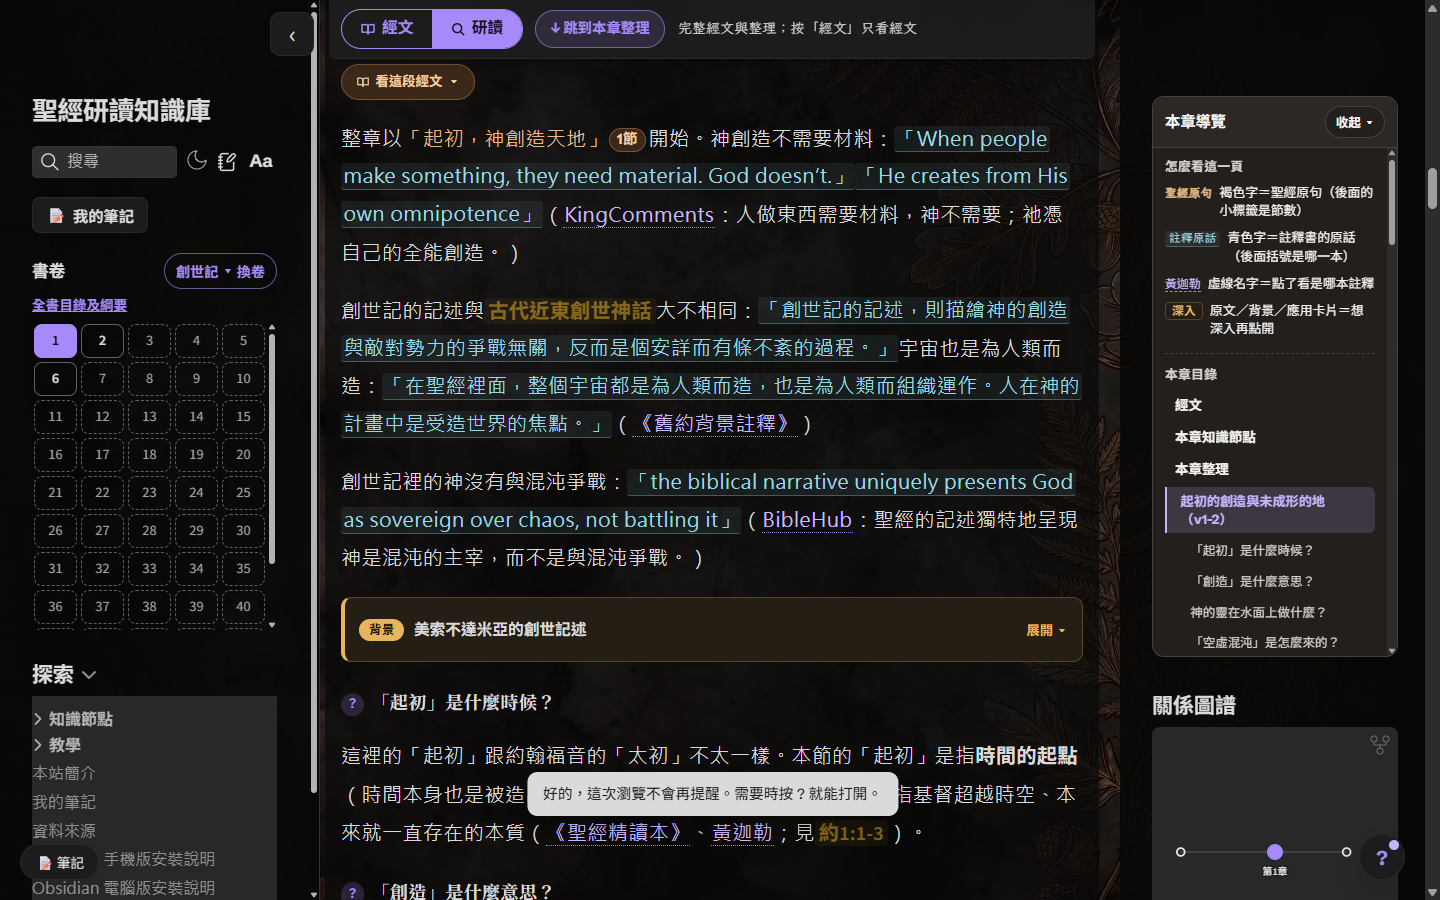 聖經研讀知識庫
搜尋
Aa
我的筆記
書卷
創世記 換卷
全書目錄及綱要
1 2 3 4 5
6 7 8 9 10
11 12 13 14 15
16 17 18 19 20
21 22 23 24 25
26 27 28 29 30
31 32 33 34 35
36 37 38 39 40
探索
知識節點
教學
本站簡介
我的筆記
資料來源
手機版安裝說明
Obsidian 電腦版安裝說明
筆記
經文
研讀
↓跳到本章整理
完整經文與整理；按「經文」只看經文
看這段經文
整章以「起初，神創造天地」1節開始。神創造不需要材料：「When people
make something, they need material. God doesn’t.」「He creates from His
own omnipotence」（KingComments：人做東西需要材料，神不需要；祂憑
自己的全能創造。）
創世記的記述與古代近東創世神話大不相同：「創世記的記述，則描繪神的創造
與敵對勢力的爭戰無關，反而是個安詳而有條不紊的過程。」宇宙也是為人類而
造：「在聖經裡面，整個宇宙都是為人類而造，也是為人類而組織運作。人在神的
計畫中是受造世界的焦點。」（《舊約背景註釋》）
創世記裡的神沒有與混沌爭戰：「the biblical narrative uniquely presents God
as sovereign over chaos, not battling it」（BibleHub：聖經的記述獨特地呈現
神是混沌的主宰，而不是與混沌爭戰。）
背景 美索不達米亞的創世記述
展開
? 「起初」是什麼時候？
這裡的「起初」跟約翰福音的「太初」不太一樣。本節的「起初」是指時間的起點
（時間本身也是被造
指基督超越時空、本
好的，這次瀏覽不會再提醒。需要時按？就能打開。
來就一直存在的本質（《聖經精讀本》、黃迦勒；見約1:1-3）。
? 「創造」是什麼意思？
本章導覽
收起
怎麼看這一頁
聖經原句 褐色字＝聖經原句（後面的
小標籤是節數）
註釋原話 青色字＝註釋書的原話
（後面括號是哪一本）
黃迦勒 虛線名字＝點了看是哪本註釋
深入 原文／背景／應用卡片＝想
深入再點開
本章目錄
經文
本章知識節點
本章整理
起初的創造與未成形的地
（v1-2）
「起初」是什麼時候？
「創造」是什麼意思？
神的靈在水面上做什麼？
「空虛混沌」是怎麼來的？
關係圖譜
第1章
?